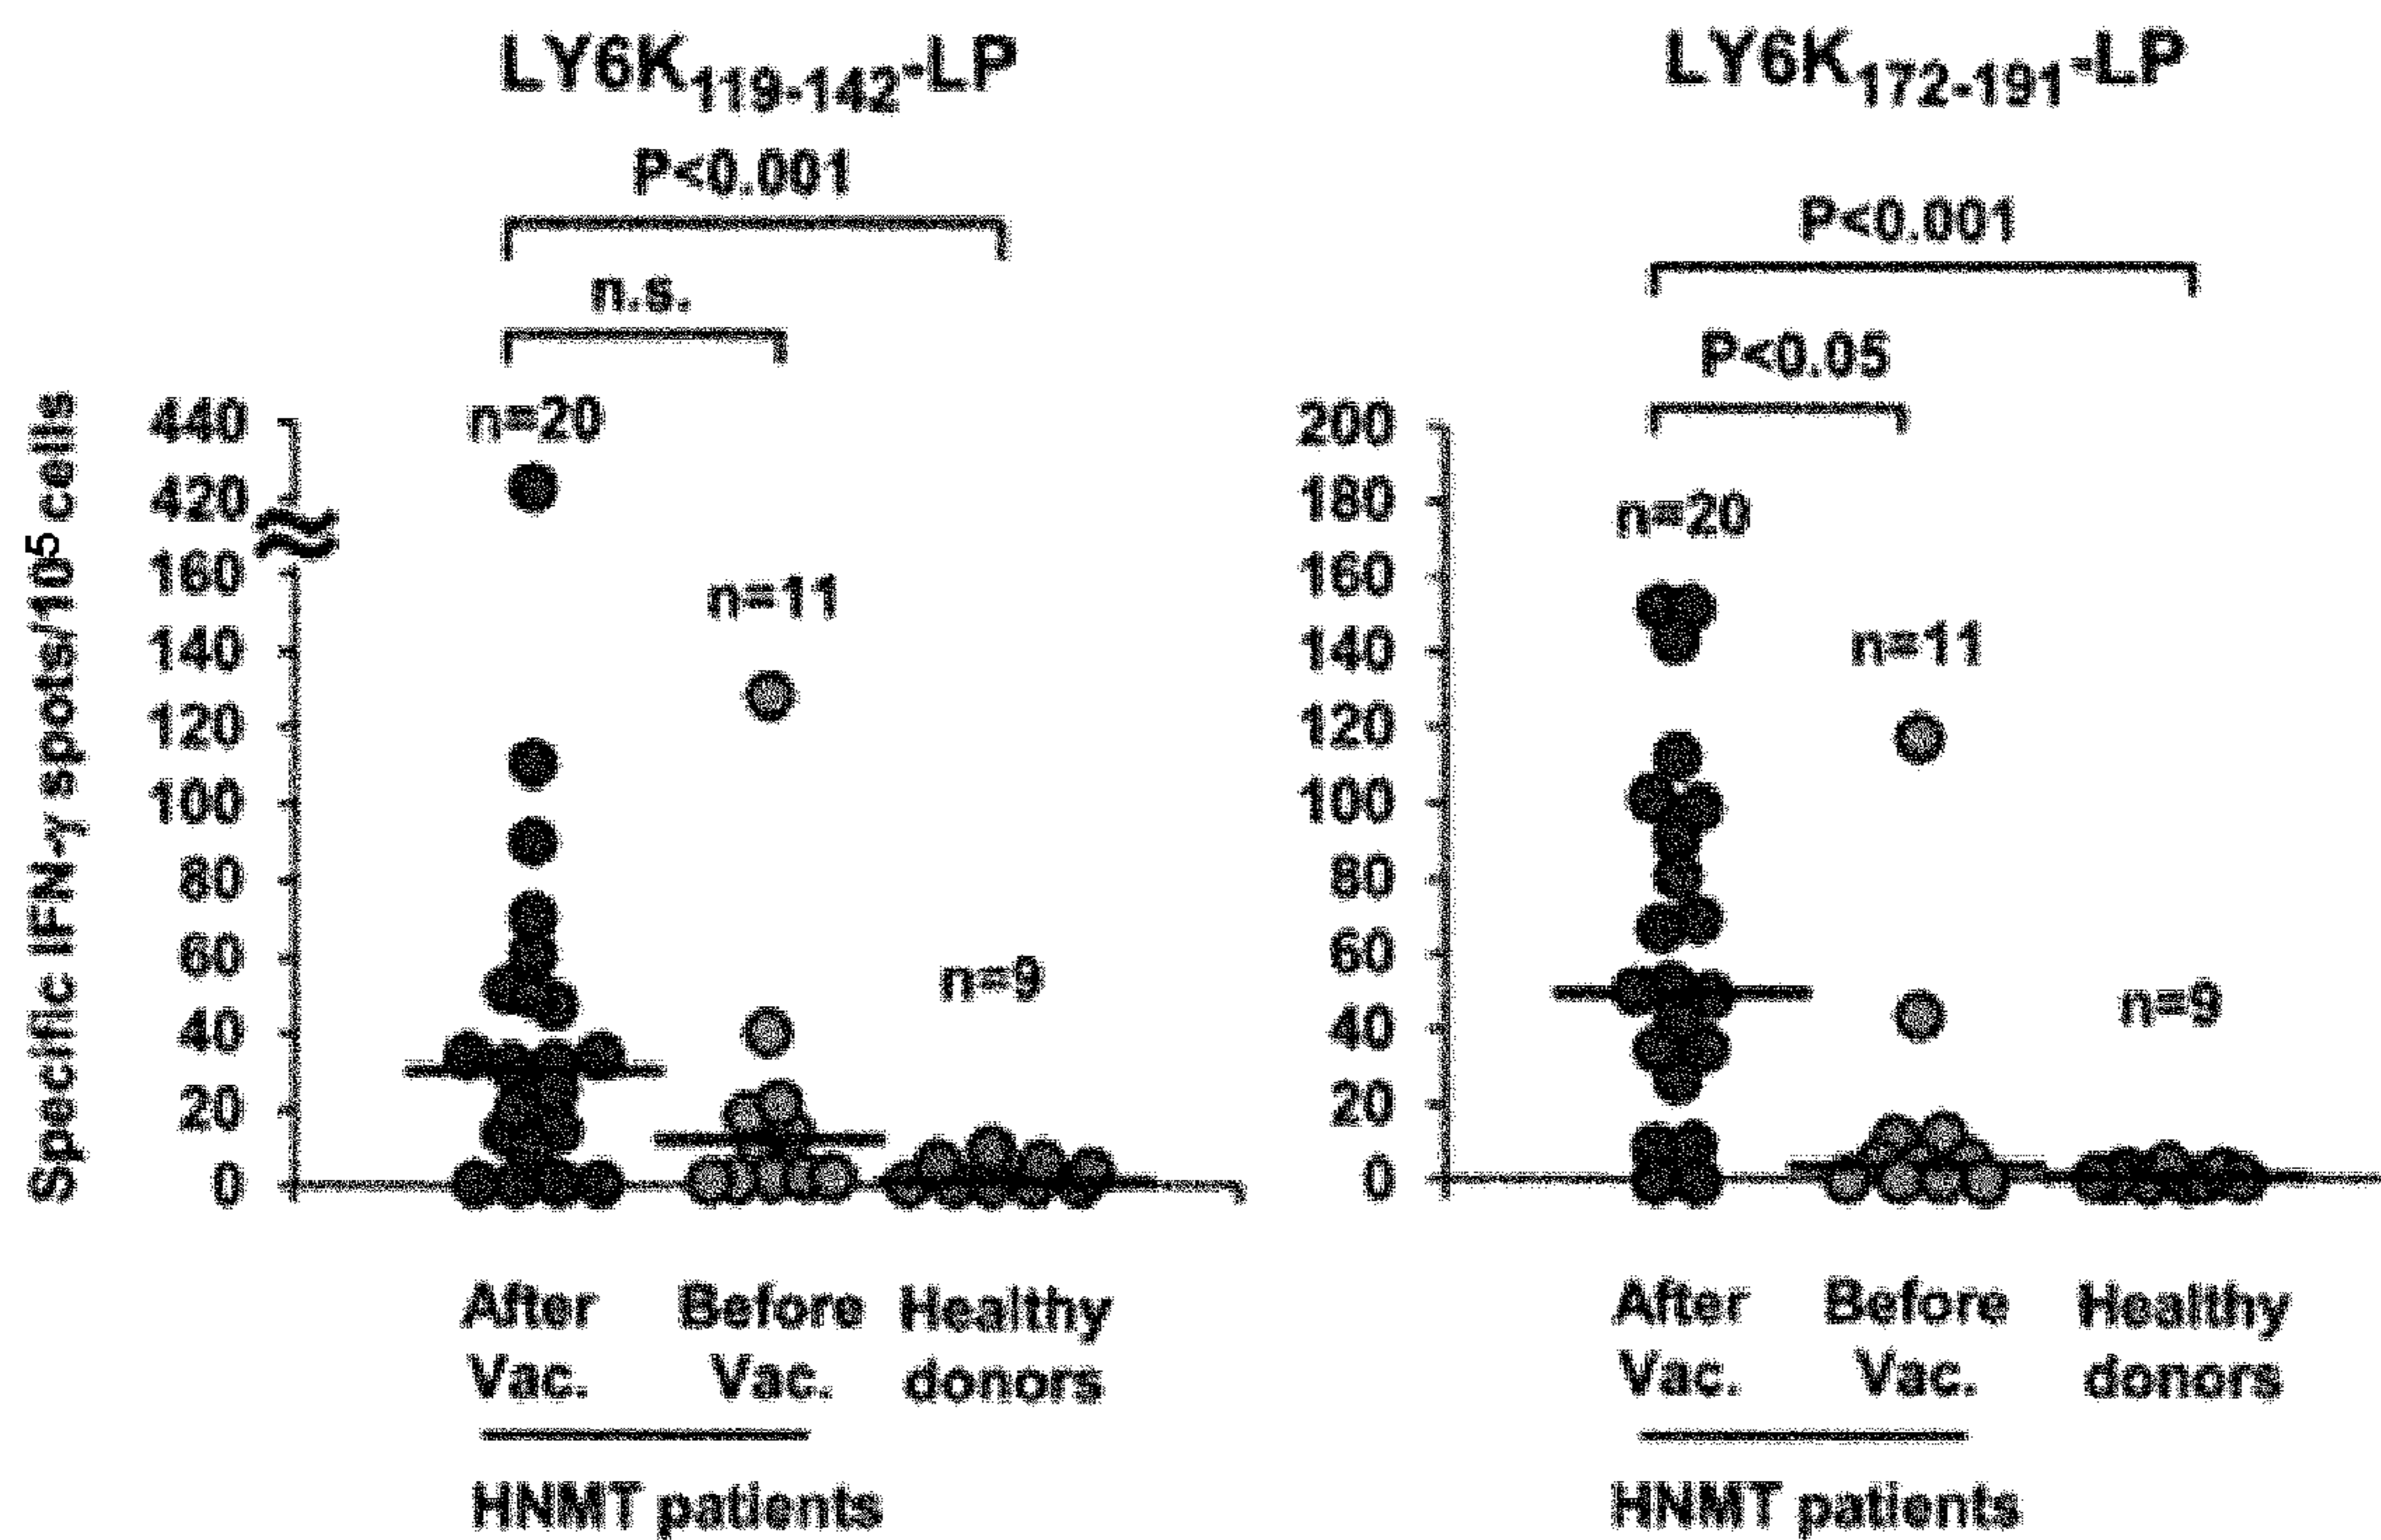 LY6K119-142-LP
P<0.001
n.s.
Specific IFN-γ spots/10⁵ cells
440
420
160
140
120
100
80
60
40
20
0
n=20
n=11
n=9
After Vac.
Before Vac.
Healthy donors
HNMT patients
LY6K172-191-LP
P<0.001
P<0.05
200
180
160
140
120
100
80
60
40
20
0
n=20
n=11
n=9
After Vac.
Before Vac.
Healthy donors
HNMT patients